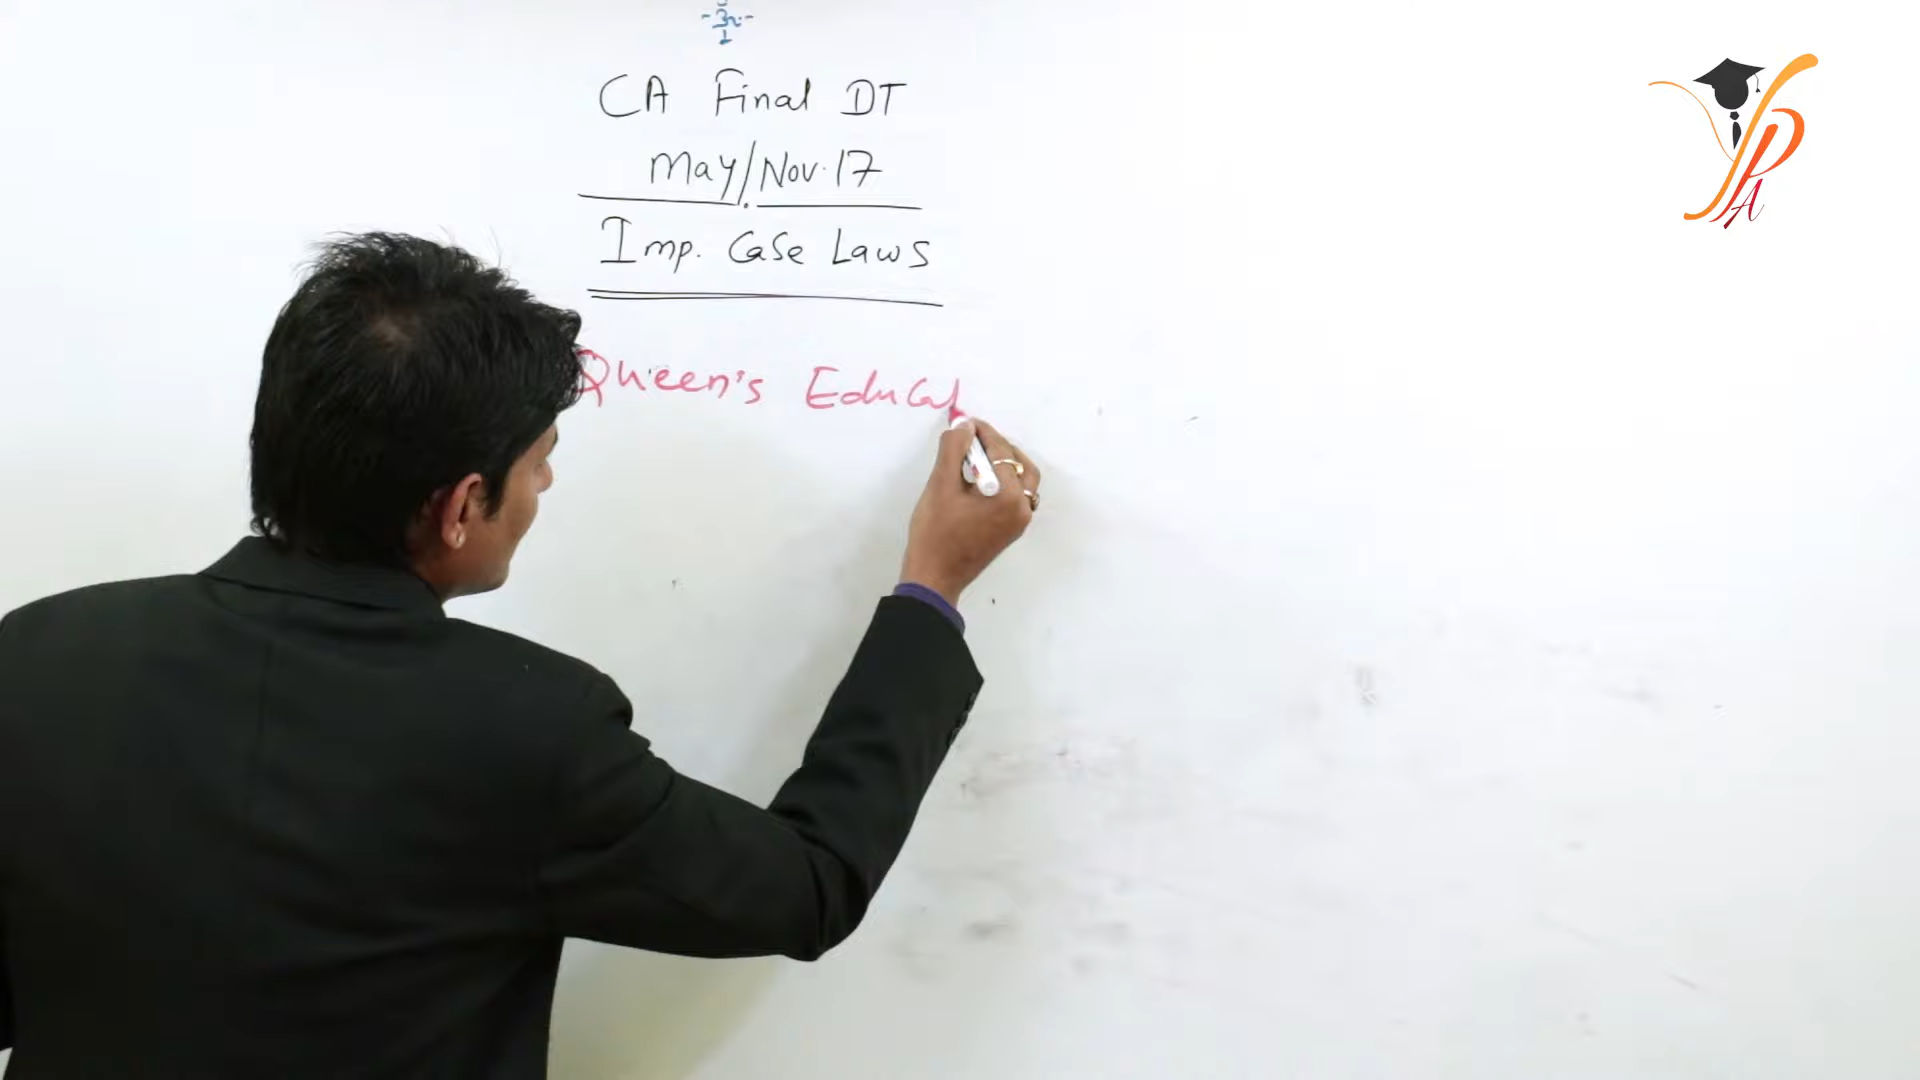 CA Final DT
May/Nov.17
Imp. Case Laws
Queen's Educat